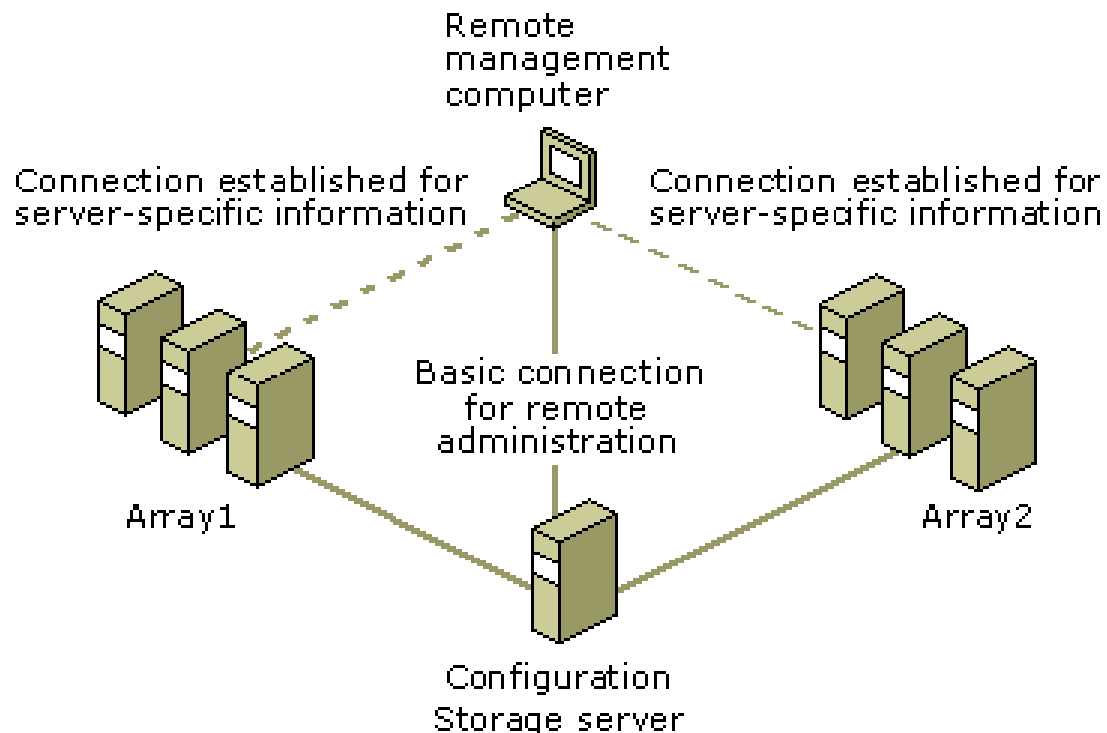 Remote
management
computer
Connection established for
server-specific information
Connection established for
server-specific information
Basic connection
for remote
administration
Array1
Array2
Configuration
Storage server